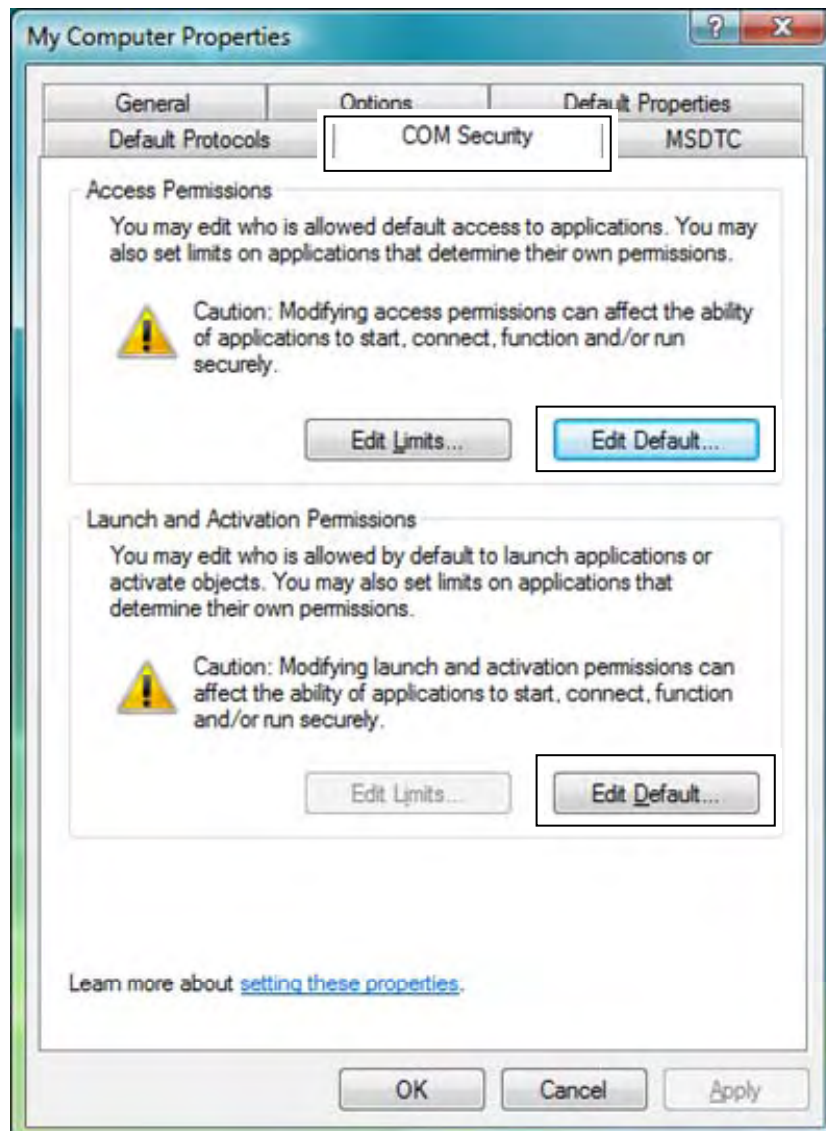 My Computer Properties
?
X
General
Options
Default Properties
Default Protocols
COM Security
MSDTC
Access Permissions
You may edit who is allowed default access to applications. You may
also set limits on applications that determine their own permissions.
Caution: Modifying access permissions can affect the ability
of applications to start, connect, function and/or run
securely.
Edit Limits...
Edit Default...
Launch and Activation Permissions
You may edit who is allowed by default to launch applications or
activate objects. You may also set limits on applications that
determine their own permissions.
Caution: Modifying launch and activation permissions can
affect the ability of applications to start, connect, function
and/or run securely.
Edit Limits...
Edit Default...
Learn more about setting these properties.
OK
Cancel
Apply